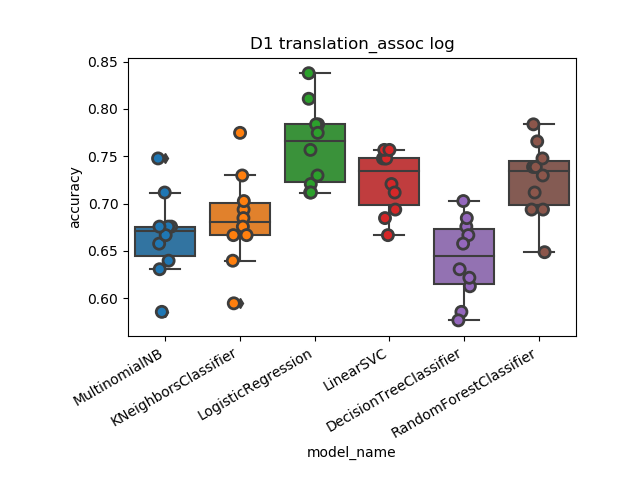 D1 translation_assoc log
accuracy
0.85
0.80
0.75
0.70
0.65
0.60
MultinomialNB
KNeighborsClassifier
LogisticRegression
LinearSVC
DecisionTreeClassifier
RandomForestClassifier
model_name